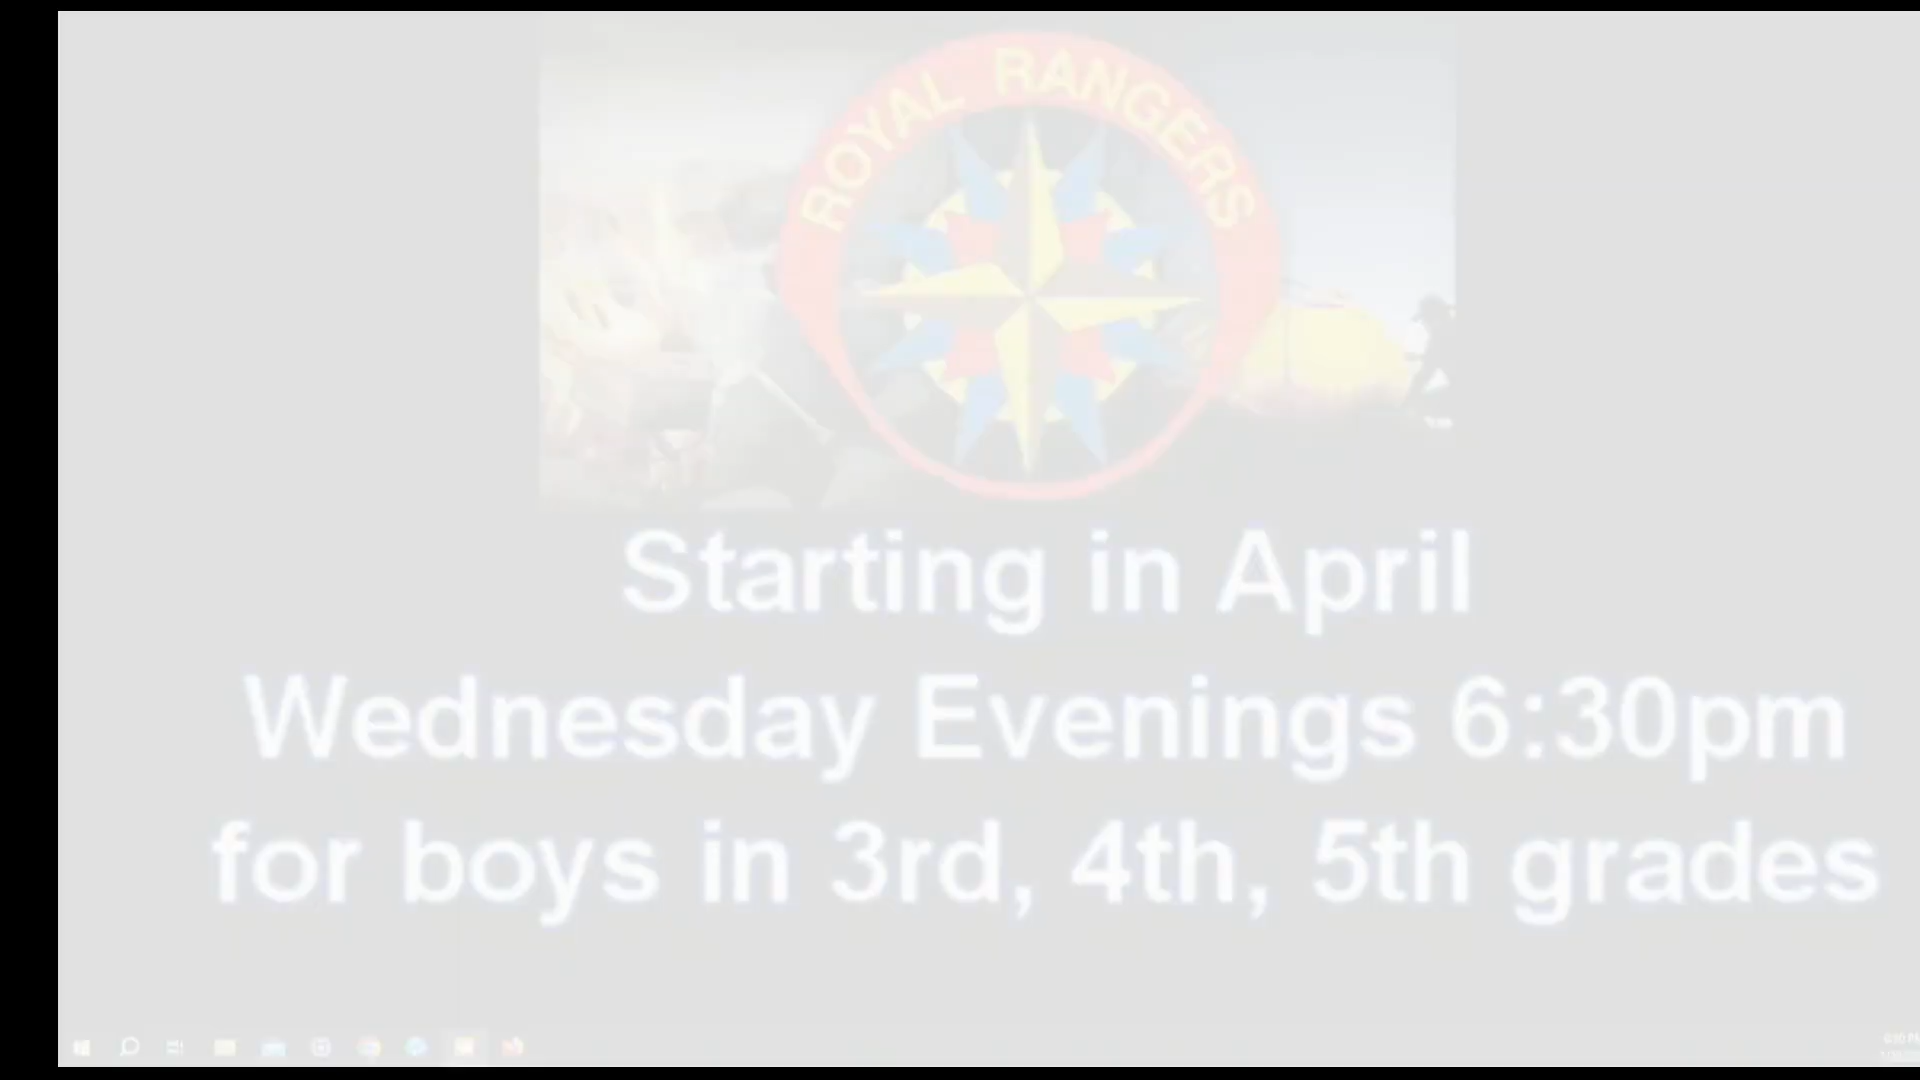 ROYAL RANGERS
Starting in April
Wednesday Evenings 6:30pm
for boys in 3rd, 4th, 5th grades